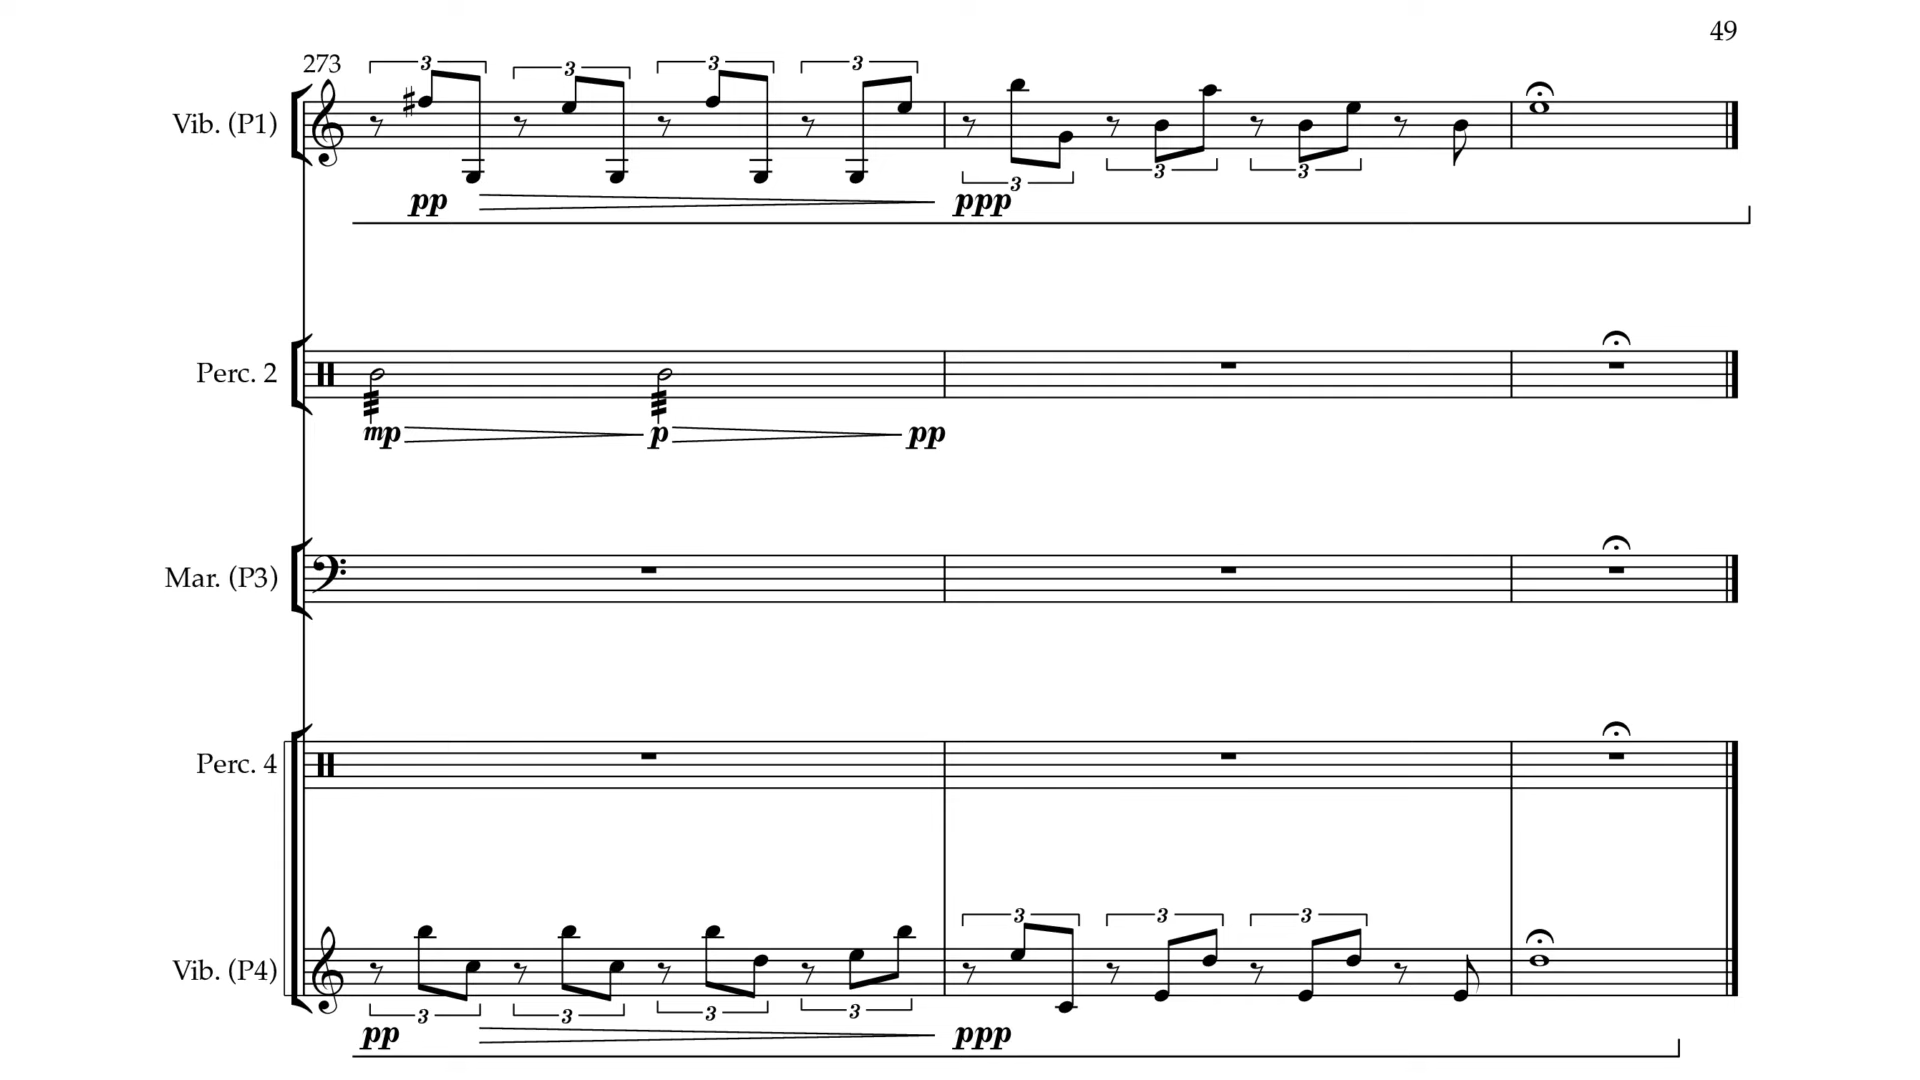 49
273
3 3 3 3
Vib. (P1)
3 3 3
pp ppp
Perc. 2
mp p pp
Mar. (P3)
Perc. 4
3 3 3
Vib. (P4)
3 3 3 3
pp ppp